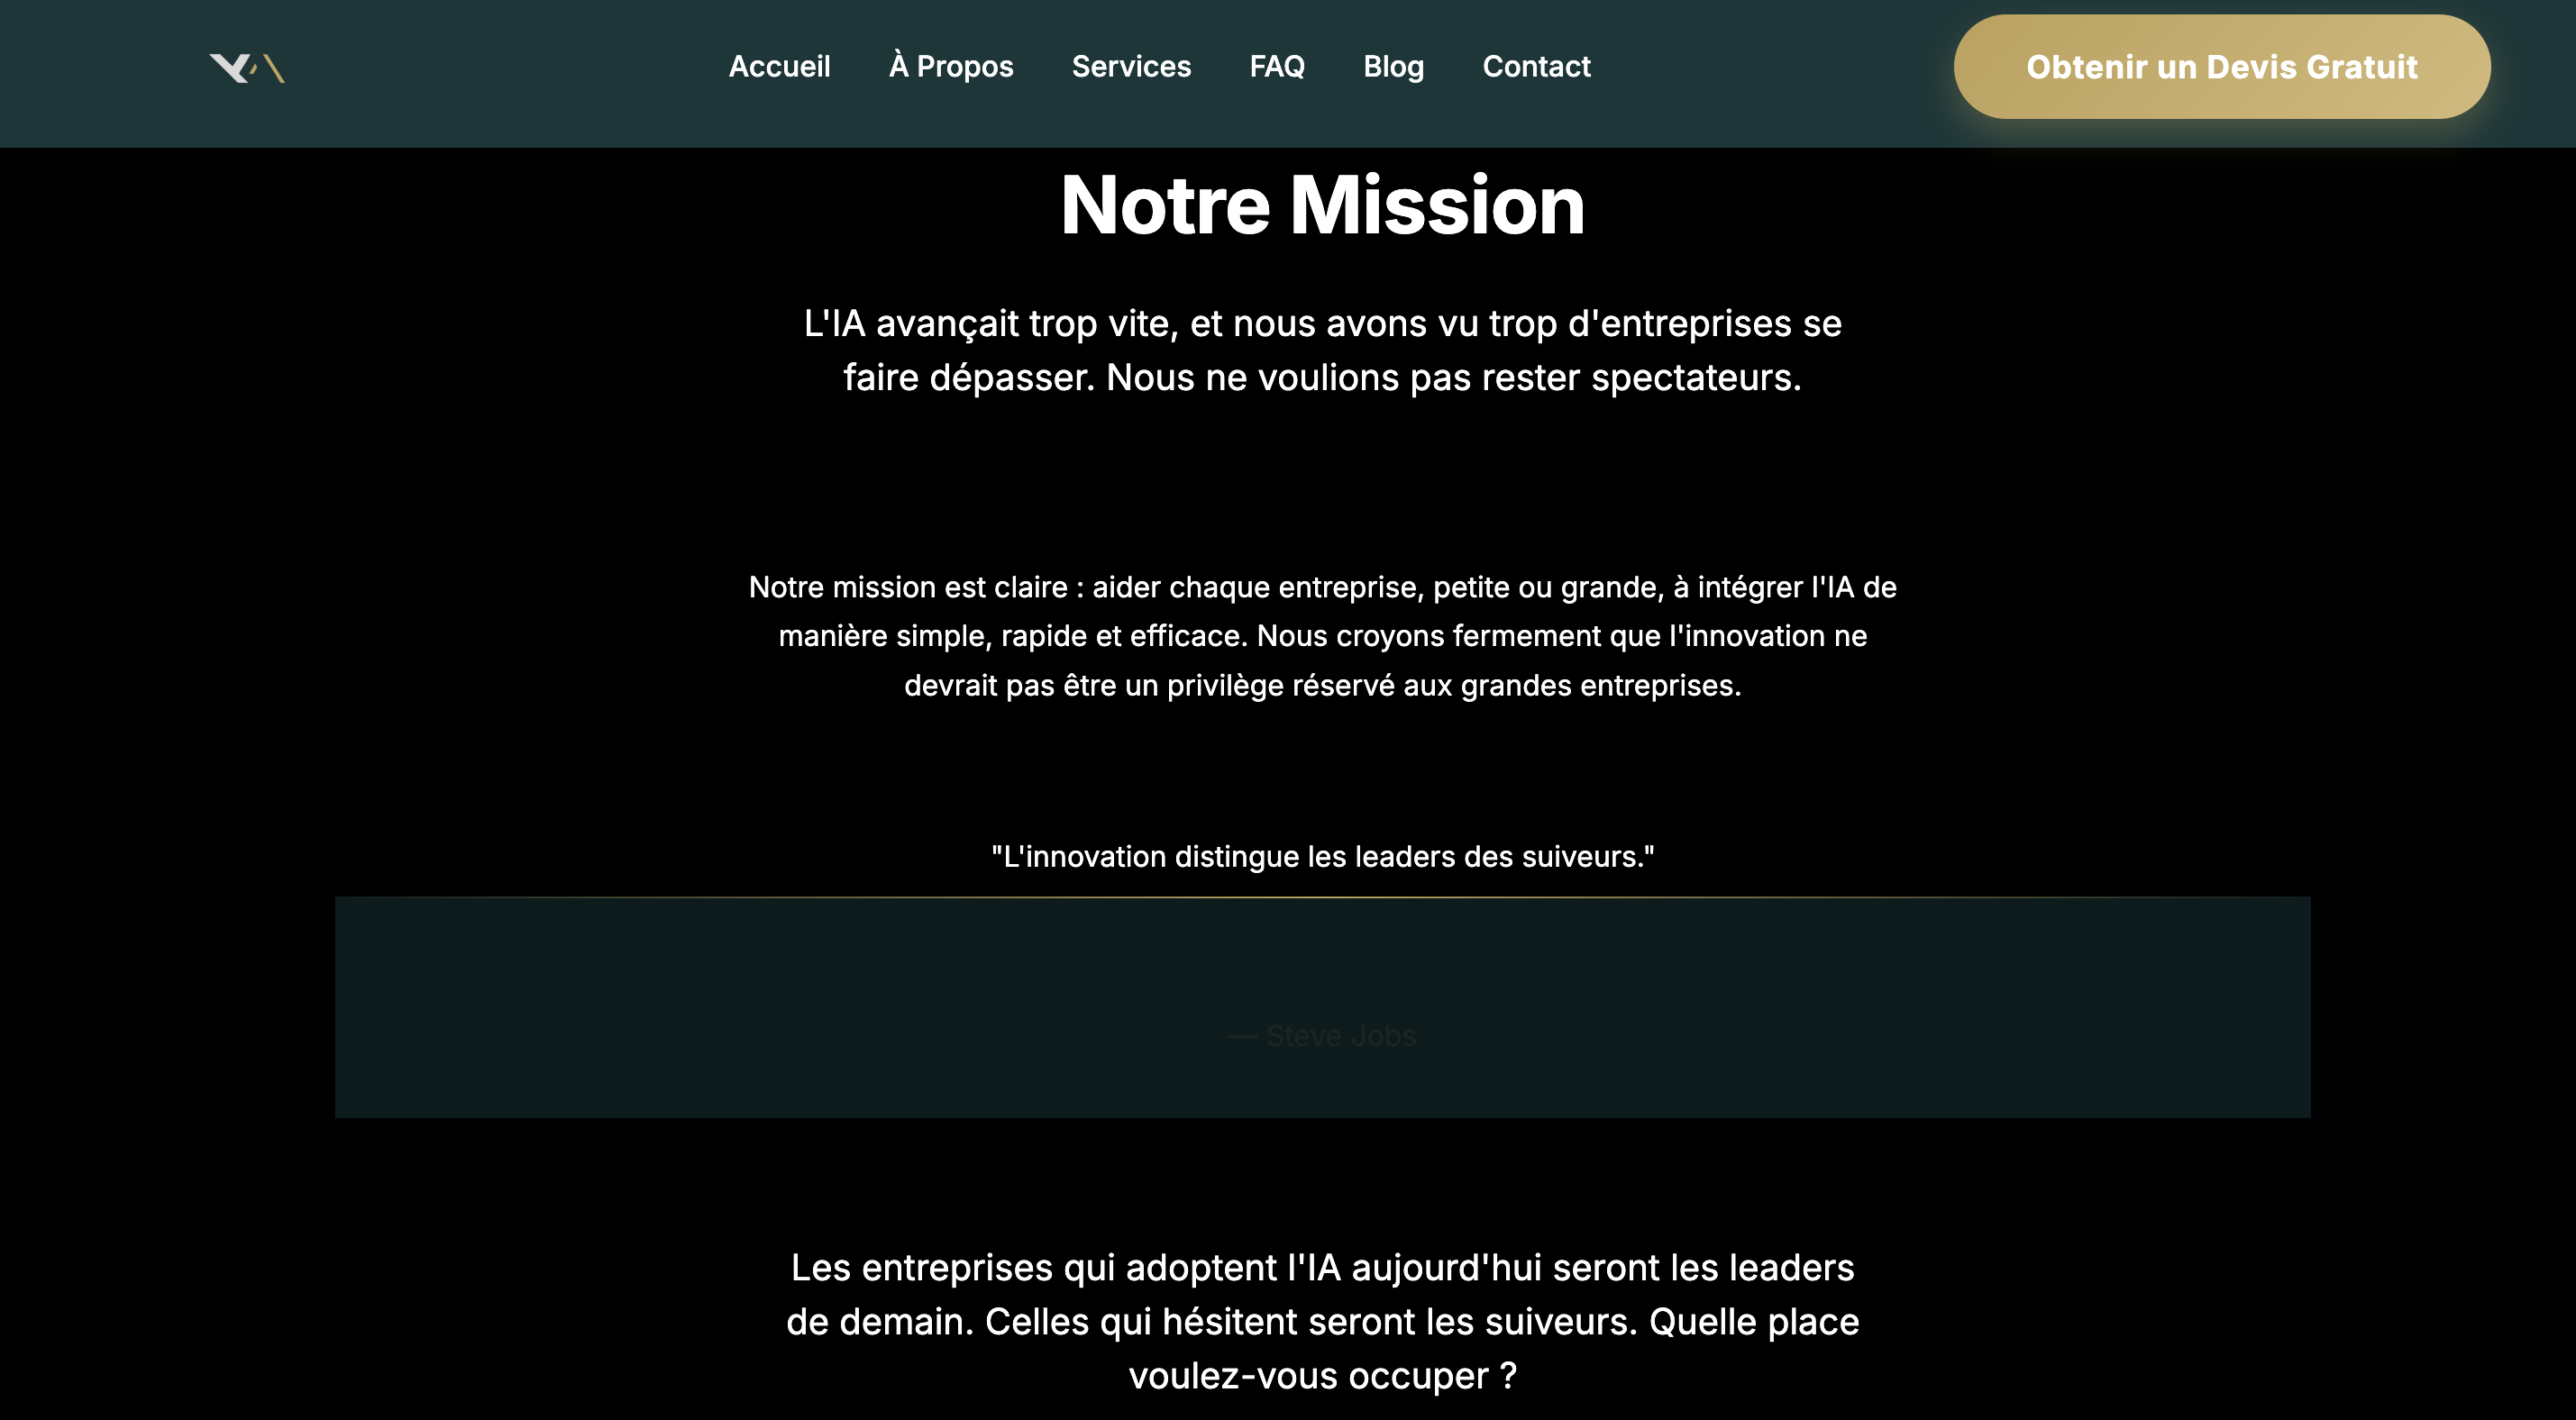 Accueil À Propos Services FAQ Blog Contact Obtenir un Devis Gratuit
Notre Mission
L'IA avançait trop vite, et nous avons vu trop d'entreprises se
faire dépasser. Nous ne voulions pas rester spectateurs.
Notre mission est claire : aider chaque entreprise, petite ou grande, à intégrer l'IA de
manière simple, rapide et efficace. Nous croyons fermement que l'innovation ne
devrait pas être un privilège réservé aux grandes entreprises.
"L'innovation distingue les leaders des suiveurs."
— Steve Jobs
Les entreprises qui adoptent l'IA aujourd'hui seront les leaders
de demain. Celles qui hésitent seront les suiveurs. Quelle place
voulez-vous occuper ?